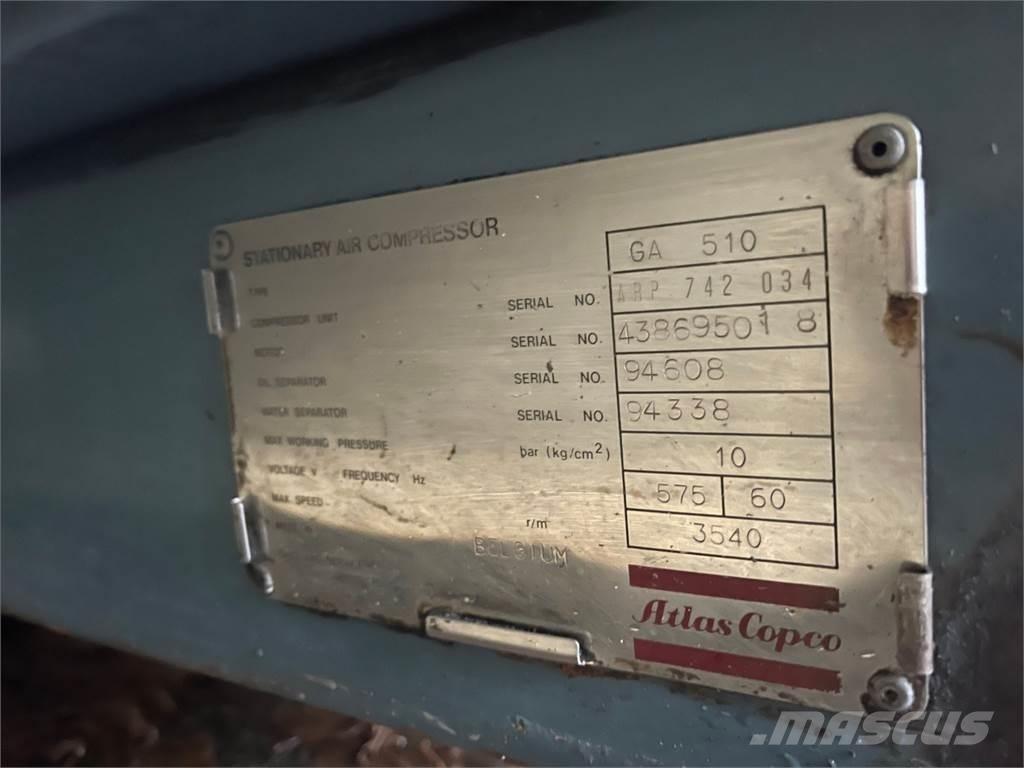 STATIONARY AIR COMPRESSOR
TYPE GA 510
COMPRESSOR UNIT SERIAL NO. ARP 742 034
MOTOR SERIAL NO. 438695018
OIL SEPARATOR SERIAL NO. 94608
WATER SEPARATOR SERIAL NO. 94338
MAX WORKING PRESSURE bar (kg/cm2) 10
VOLTAGE V FREQUENCY Hz 575 60
MAX SPEED r/m 3540
BELGIUM
Atlas Copco
MASCUS